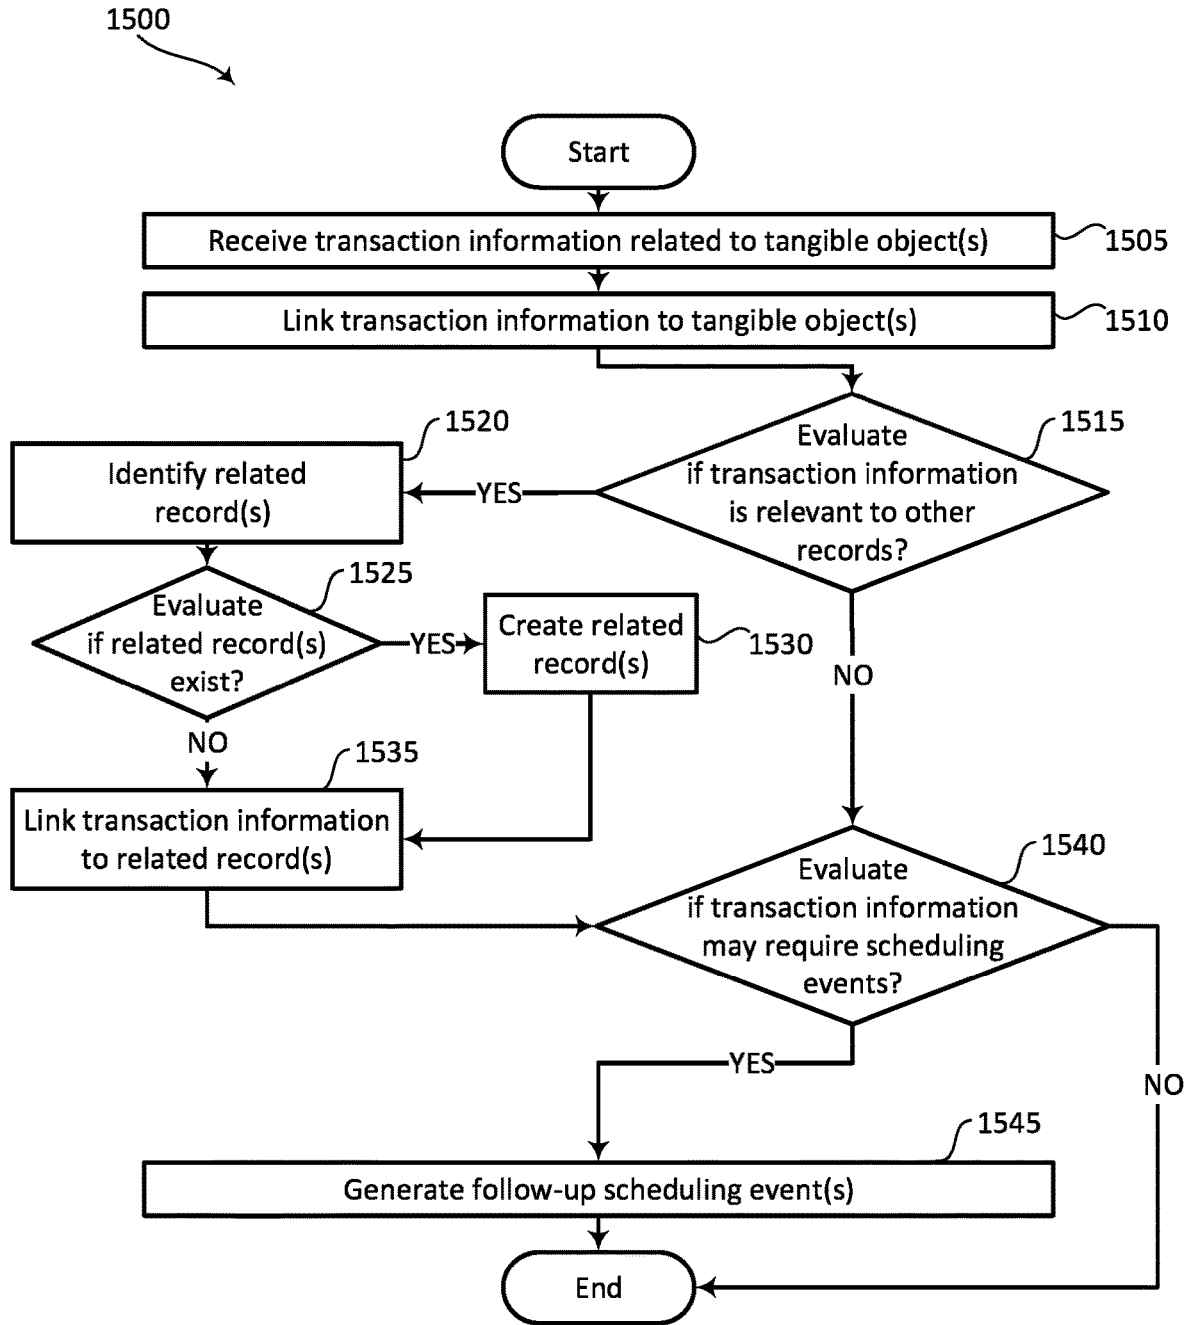 1500
Start
Receive transaction information related to tangible object(s)
1505
Link transaction information to tangible object(s)
1510
1520
Identify related
record(s)
YES
Evaluate
if transaction information
is relevant to other
records?
1515
1525
Evaluate
if related record(s)
exist?
YES
Create related
record(s)
1530
NO
NO
1535
Link transaction information
to related record(s)
1540
Evaluate
if transaction information
may require scheduling
events?
YES
NO
1545
Generate follow-up scheduling event(s)
End